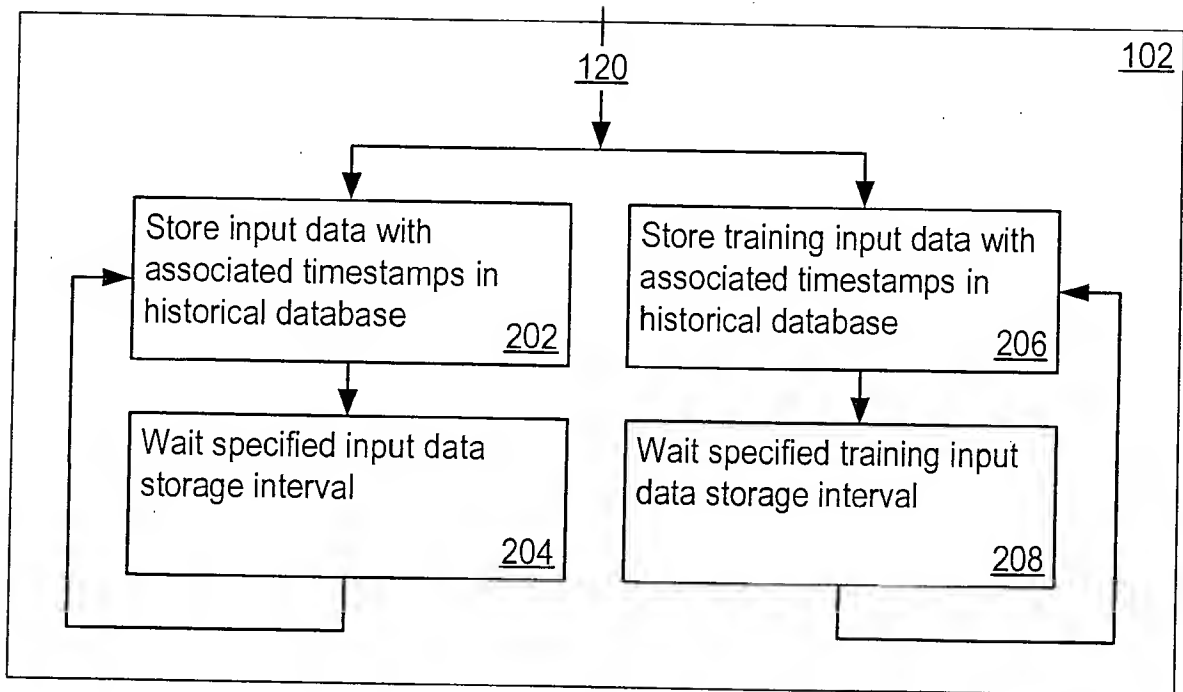 120
102
Store input data with
associated timestamps in
historical database
202
Store training input data with
associated timestamps in
historical database
206
Wait specified input data
storage interval
204
Wait specified training input
data storage interval
208